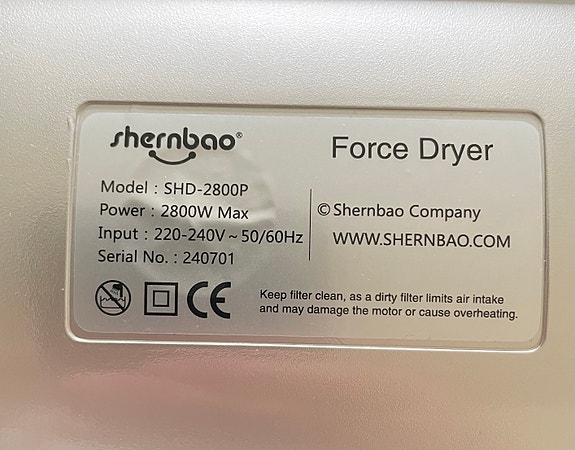 shernbao®
Force Dryer
Model : SHD-2800P
Power : 2800W Max
Input : 220-240V ~ 50/60Hz
Serial No. : 240701
© Shernbao Company
WWW.SHERNBAO.COM
CE
Keep filter clean, as a dirty filter limits air intake
and may damage the motor or cause overheating.